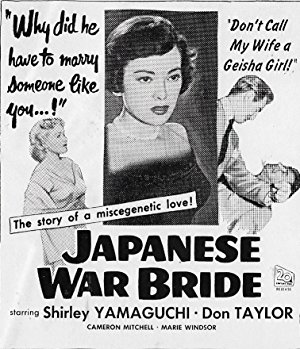 "Why did he
have to marry
someone like
you...!"
"Don't Call
My Wife a
Geisha Girl!"
The story of a miscegenetic love!
JAPANESE
WAR BRIDE
starring Shirley YAMAGUCHI · Don TAYLOR
CAMERON MITCHELL · MARIE WINDSOR
20